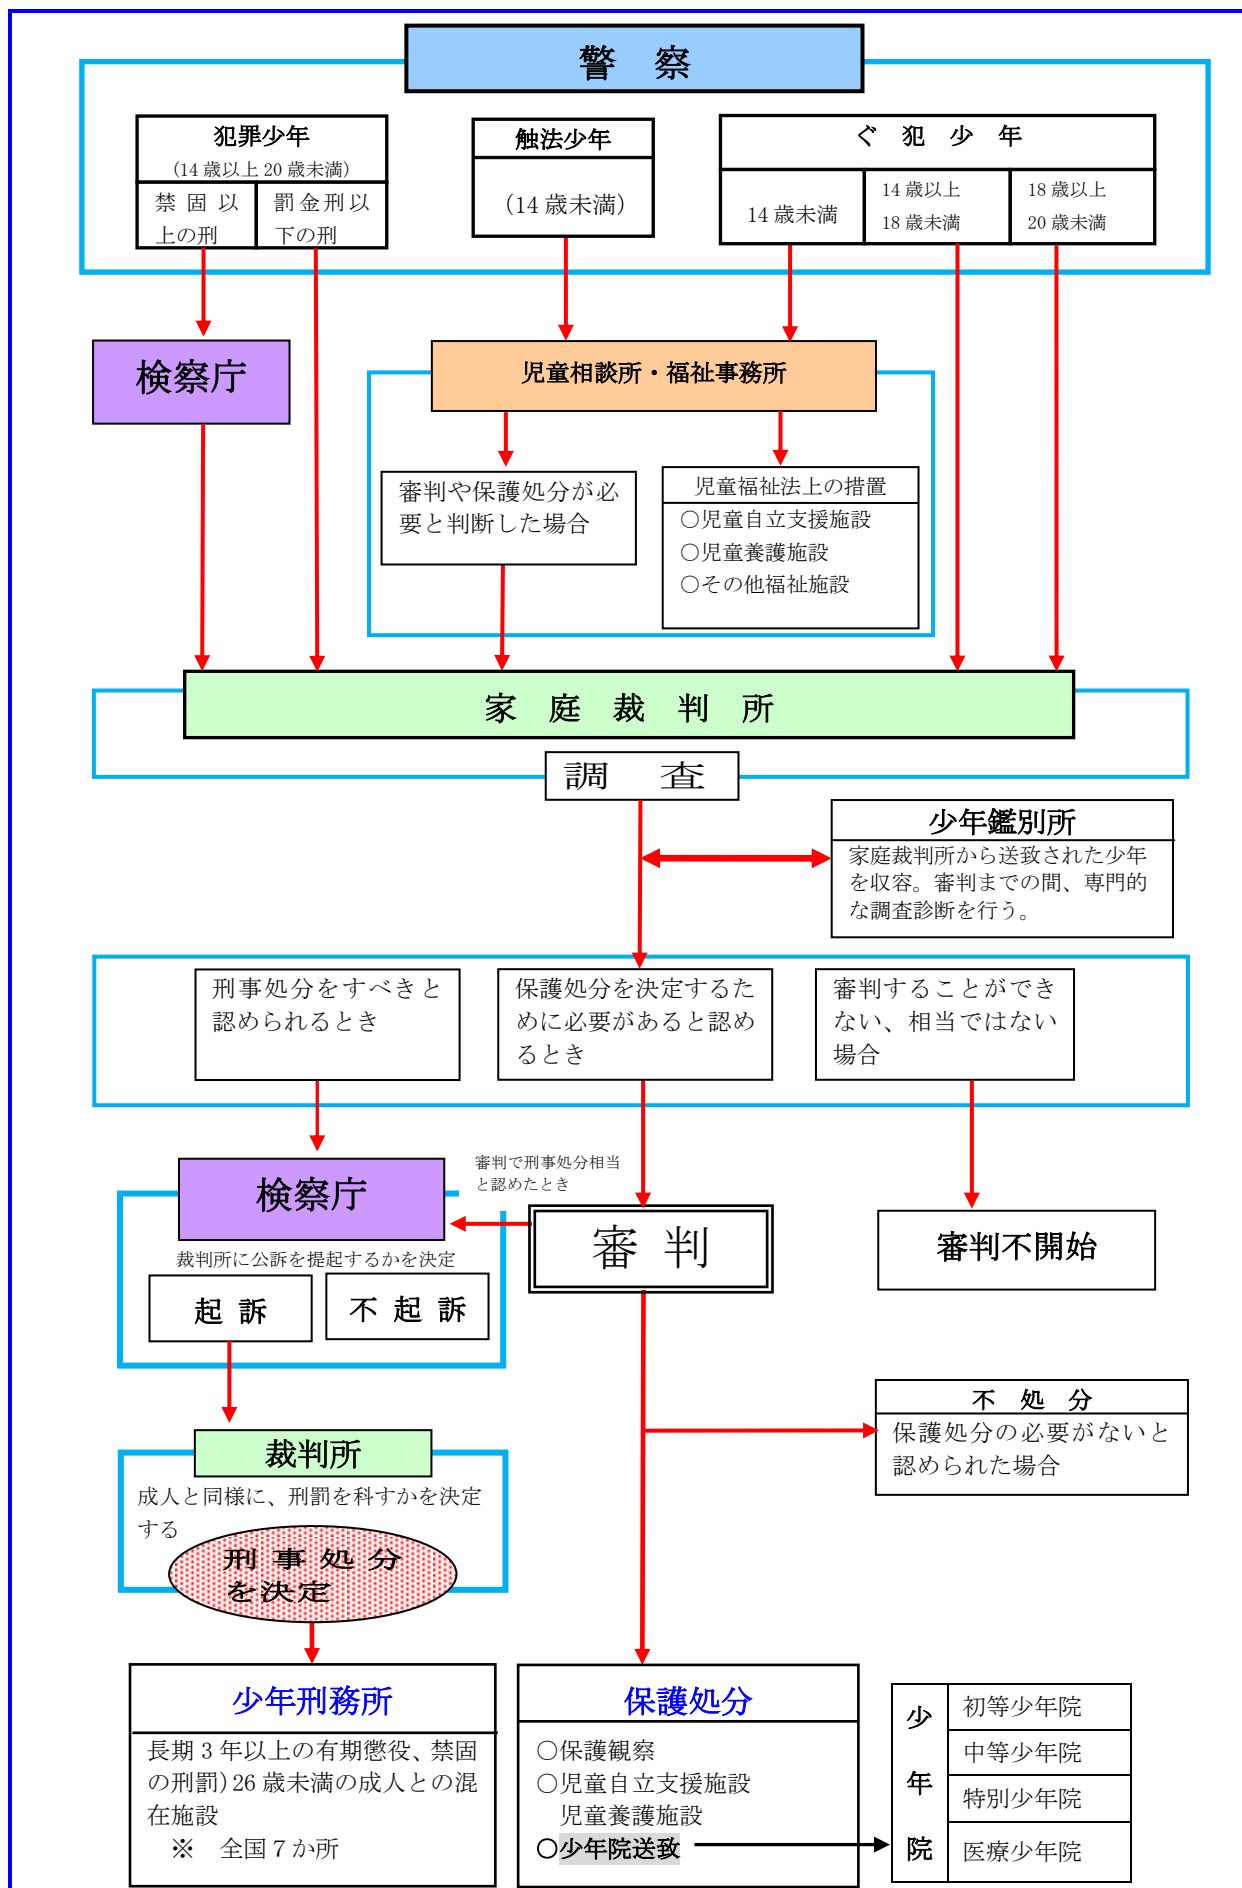 警　察
犯罪少年
(14 歳以上 20 歳未満)
禁 固 以
上の刑
罰金刑以
下の刑
触法少年
(14 歳未満)
ぐ 犯 少 年
14 歳未満
14 歳以上
18 歳未満
18 歳以上
20 歳未満
検察庁
児童相談所・福祉事務所
審判や保護処分が必
要と判断した場合
児童福祉法上の措置
○児童自立支援施設
○児童養護施設
○その他福祉施設
家　庭　裁　判　所
調　査
少年鑑別所
家庭裁判所から送致された少年
を収容。審判までの間、専門的
な調査診断を行う。
刑事処分をすべきと
認められるとき
保護処分を決定するた
めに必要があると認め
るとき
審判することができ
ない、相当ではない
場合
検察庁
審判で刑事処分相当
と認めたとき
裁判所に公訴を提起するかを決定
起 訴
不 起 訴
審 判
審判不開始
不 処 分
保護処分の必要がないと
認められた場合
裁判所
成人と同様に、刑罰を科すかを決定
する
刑 事 処 分
を決定
少年刑務所
長期 3 年以上の有期懲役、禁固
の刑罰)26 歳未満の成人との混
在施設
※　全国７か所
保護処分
○保護観察
○児童自立支援施設
児童養護施設
○少年院送致
少年院
初等少年院
中等少年院
特別少年院
医療少年院